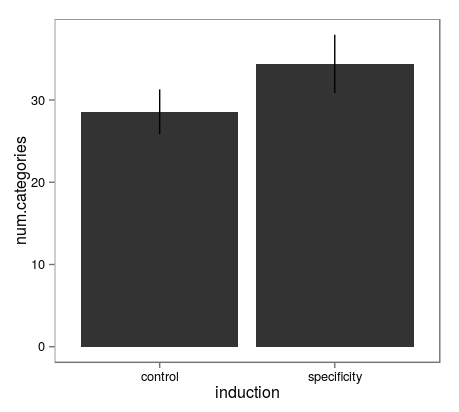 num.categories
30
20
10
0
control specificity
induction